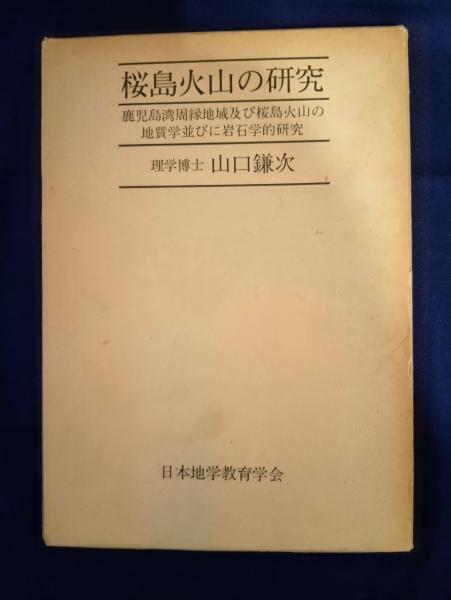 桜島火山の研究
鹿児島湾周縁地域及び桜島火山の
地質学並びに岩石学的研究
理学博士 山口鎌次
日本地学教育学会